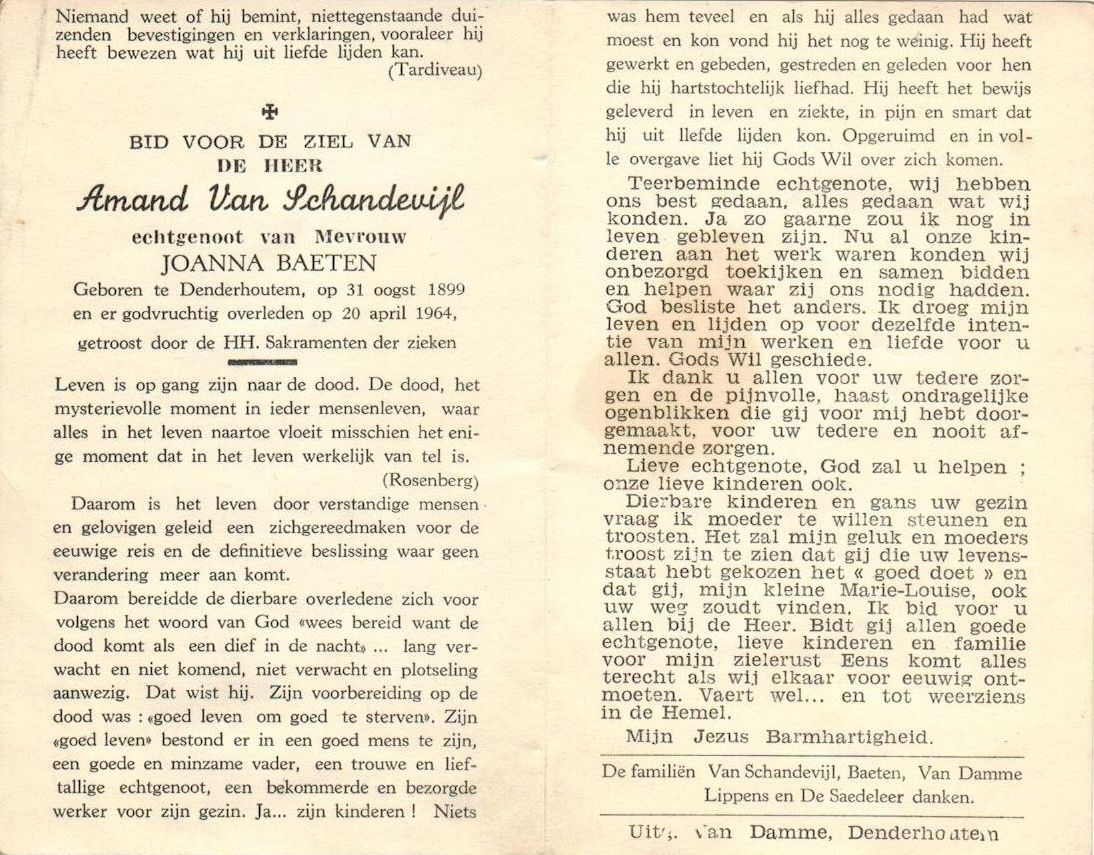 Niemand weet of hij bemint, niettegenstaande dui-
zenden bevestigingen en verklaringen, vooraleer hij
heeft bewezen wat hij uit liefde lijden kan.
(Tardiveau)
✠
BID VOOR DE ZIEL VAN
DE HEER
Amand Van Schandevijl
echtgenoot van Mevrouw
JOANNA BAETEN
Geboren te Denderhoutem, op 31 oogst 1899
en er godvruchtig overleden op 20 april 1964,
getroost door de HH. Sakramenten der zieken
Leven is op gang zijn naar de dood. De dood, het
mysterievolle moment in ieder mensenleven, waar
alles in het leven naartoe vloeit misschien het eni-
ge moment dat in het leven werkelijk van tel is.
(Rosenberg)
Daarom is het leven door verstandige mensen
en gelovigen geleid een zichgereedmaken voor de
eeuwige reis en de definitieve beslissing waar geen
verandering meer aan komt.
Daarom bereidde de dierbare overledene zich voor
volgens het woord van God «wees bereid want de
dood komt als een dief in de nacht» ... lang ver-
wacht en niet komend, niet verwacht en plotseling
aanwezig. Dat wist hij. Zijn voorbereiding op de
dood was : «goed leven om goed te sterven». Zijn
«goed leven» bestond er in een goed mens te zijn,
een goede en minzame vader, een trouwe en lief-
tallige echtgenoot, een bekommerde en bezorgde
werker voor zijn gezin. Ja... zijn kinderen ! Niets
was hem teveel en als hij alles gedaan had wat
moest en kon vond hij het nog te weinig. Hij heeft
gewerkt en gebeden, gestreden en geleden voor hen
die hij hartstochtelijk liefhad. Hij heeft het bewijs
geleverd in leven en ziekte, in pijn en smart dat
hij uit llefde lijden kon. Opgeruimd en in vol-
le overgave liet hij Gods Wil over zich komen.
Teerbeminde echtgenote, wij hebben
ons best gedaan, alles gedaan wat wij
konden. Ja zo gaarne zou ik nog in
leven gebleven zijn. Nu al onze kin-
deren aan het werk waren konden wij
onbezorgd toekijken en samen bidden
en helpen waar zij ons nodig hadden.
God besliste het anders. Ik droeg mijn
leven en lijden op voor dezelfde inten-
tie van mijn werken en liefde voor u
allen. Gods Wil geschiede.
Ik dank u allen voor uw tedere zor-
gen en de pijnvolle, haast ondragelijke
ogenblikken die gij voor mij hebt door-
gemaakt, voor uw tedere en nooit af-
nemende zorgen.
Lieve echtgenote, God zal u helpen ;
onze lieve kinderen ook.
Dierbare kinderen en gans uw gezin
vraag ik moeder te willen steunen en
troosten. Het zal mijn geluk en moeders
troost zijn te zien dat gij die uw levens-
staat hebt gekozen het « goed doet » en
dat gij, mijn kleine Marie-Louise, ook
uw weg zoudt vinden. Ik bid voor u
allen bij de Heer. Bidt gij allen goede
echtgenote, lieve kinderen en familie
voor mijn zielerust Eens komt alles
terecht als wij elkaar voor eeuwig ont-
moeten. Vaert wel... en tot weerziens
in de Hemel.
Mijn Jezus Barmhartigheid.
De familiën Van Schandevijl, Baeten, Van Damme
Lippens en De Saedeleer danken.
Uitg. Van Damme, Denderhoutem